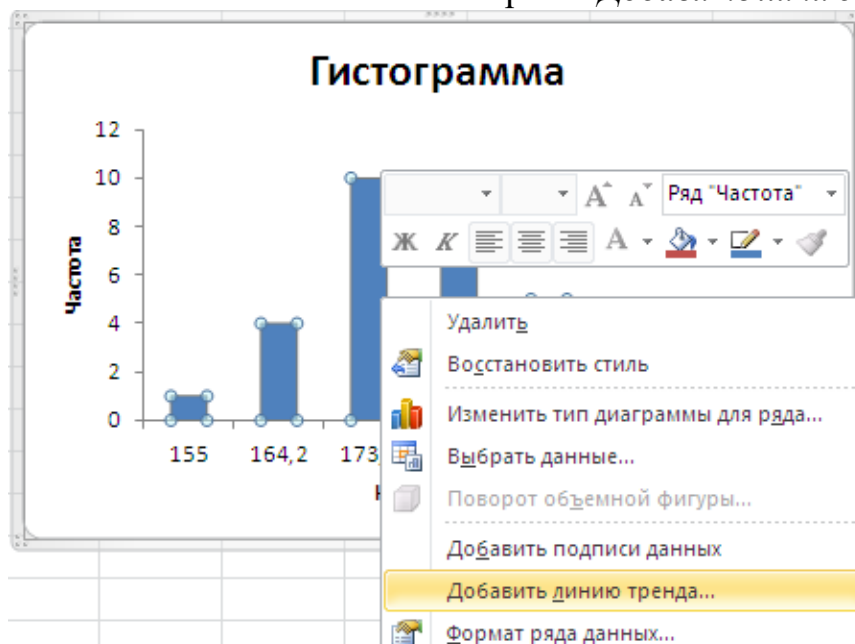 Гистограмма
12
10
8
6
4
2
0
Частота
155 164,2 173,
Ряд "Частота"
Ж К А
Удалить
Восстановить стиль
Изменить тип диаграммы для ряда...
Выбрать данные...
Поворот объемной фигуры...
Добавить подписи данных
Добавить линию тренда...
Формат ряда данных...